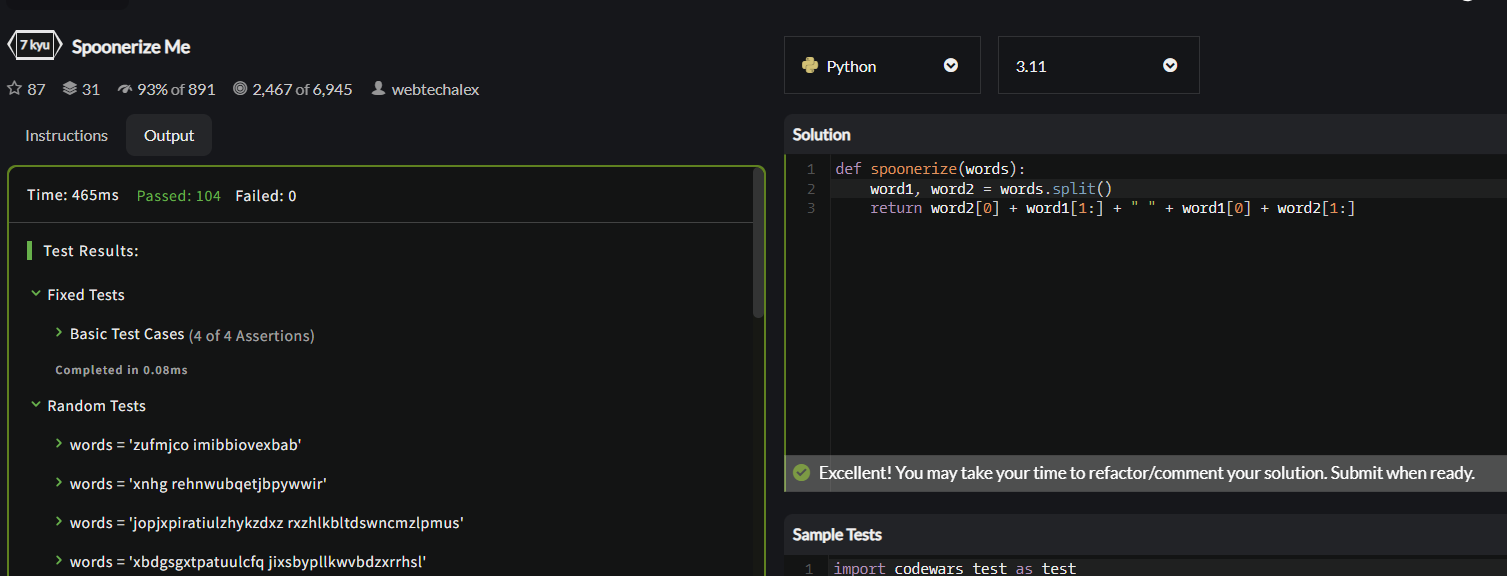 7 kyu Spoonerize Me
87 31 93% of 891 2,467 of 6,945 webtechalex
Instructions Output
Time: 465ms Passed: 104 Failed: 0
Test Results:
Fixed Tests
Basic Test Cases (4 of 4 Assertions)
Completed in 0.08ms
Random Tests
words = 'zufmjco imibbiovexbab'
words = 'xnhg rehnwubqetjbpywwir'
words = 'jopjxpiratiulzhykzdxz rxzhlkbltdswncmzlpmus'
words = 'xbdgsgxtpatuulcfq jixsbypllkwvbdzxrrhsl'
Python 3.11
Solution
1 def spoonerize(words):
2     word1, word2 = words.split()
3     return word2[0] + word1[1:] + " " + word1[0] + word2[1:]
Excellent! You may take your time to refactor/comment your solution. Submit when ready.
Sample Tests
1 import codewars_test as test